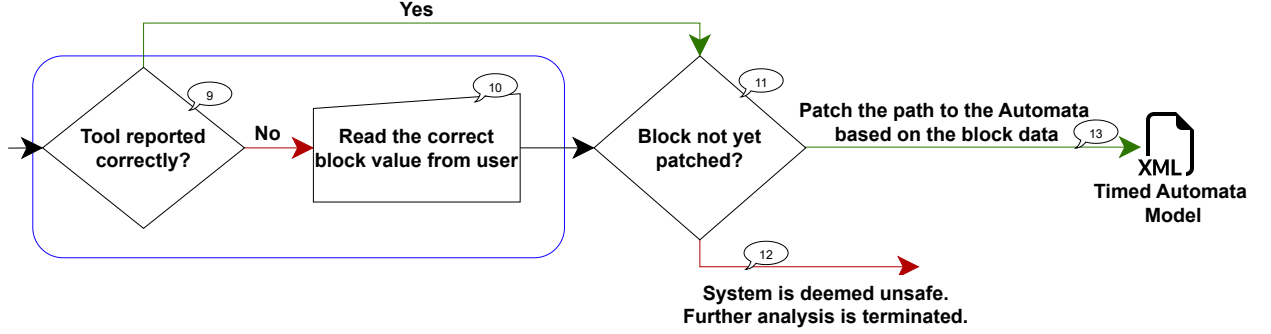 Yes
9
Tool reported
correctly?
No
10
Read the correct
block value from user
11
Block not yet
patched?
Patch the path to the Automata
based on the block data
13
XML
Timed Automata
Model
12
System is deemed unsafe.
Further analysis is terminated.